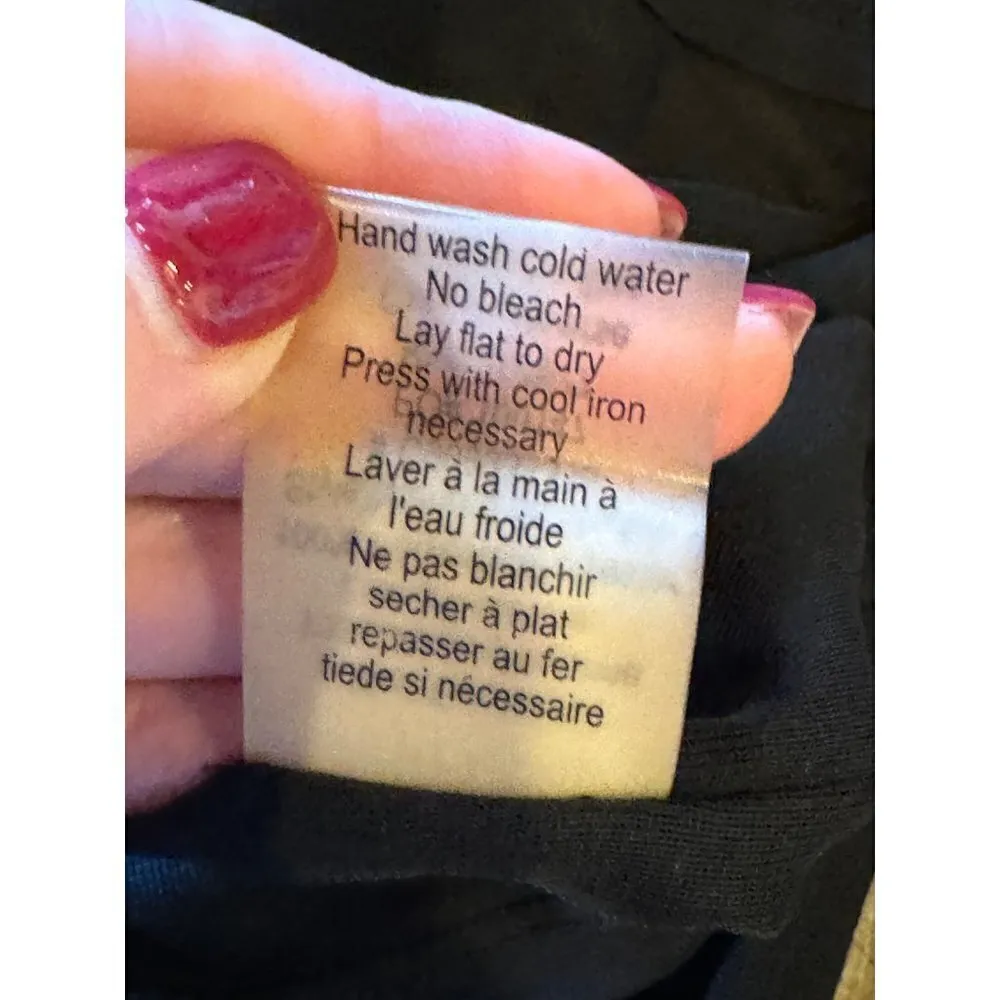 Hand wash cold water
No bleach
Lay flat to dry
Press with cool iron
necessary
Laver à la main à
l'eau froide
Ne pas blanchir
secher à plat
repasser au fer
tiede si nécessaire